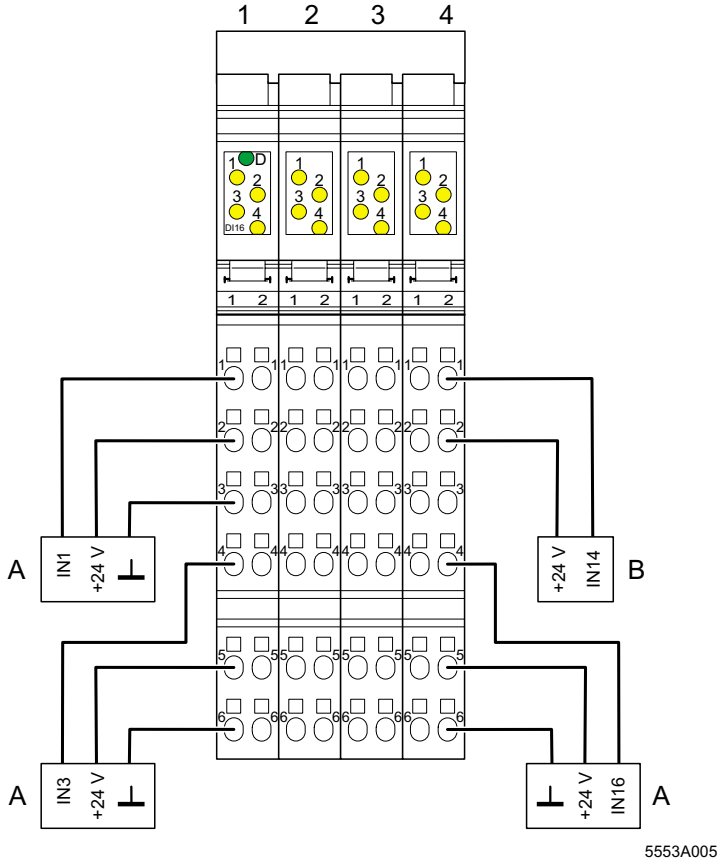 1 2 3 4
1 D 1 1 1
2 2 2 2
3 3 3 3
4 4 4 4
DI16
1 2 1 2 1 2 1 2
1 1 1 1 1 1 1 1
2 2 2 2 2 2 2 2
3 3 3 3 3 3 3 3
4 4 4 4 4 4 4 4
A IN1 +24 V
+24 V IN14 B
5 5 5 5 5 5 5 5
6 6 6 6 6 6 6 6
A IN3 +24 V
+24 V IN16 A
5553A005